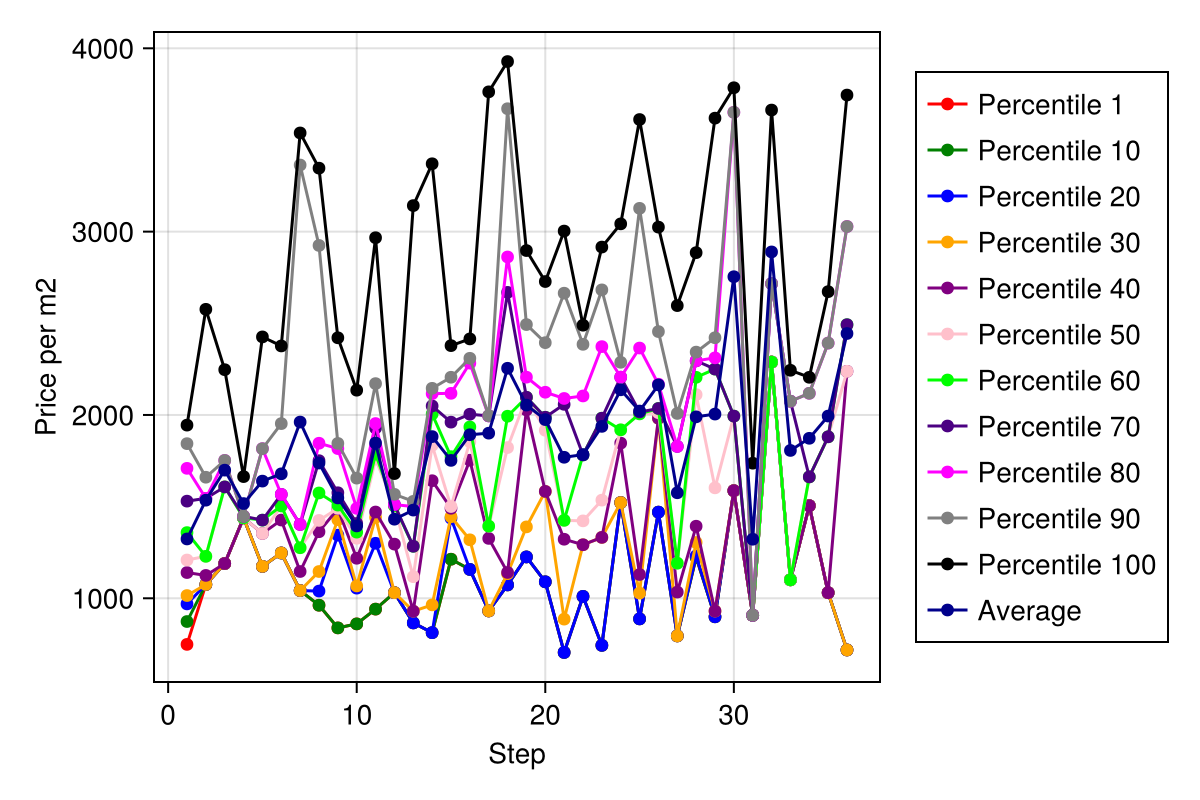 4000
3000
2000
1000
Price per m2
0
10
20
30
Step
Percentile 1
Percentile 10
Percentile 20
Percentile 30
Percentile 40
Percentile 50
Percentile 60
Percentile 70
Percentile 80
Percentile 90
Percentile 100
Average